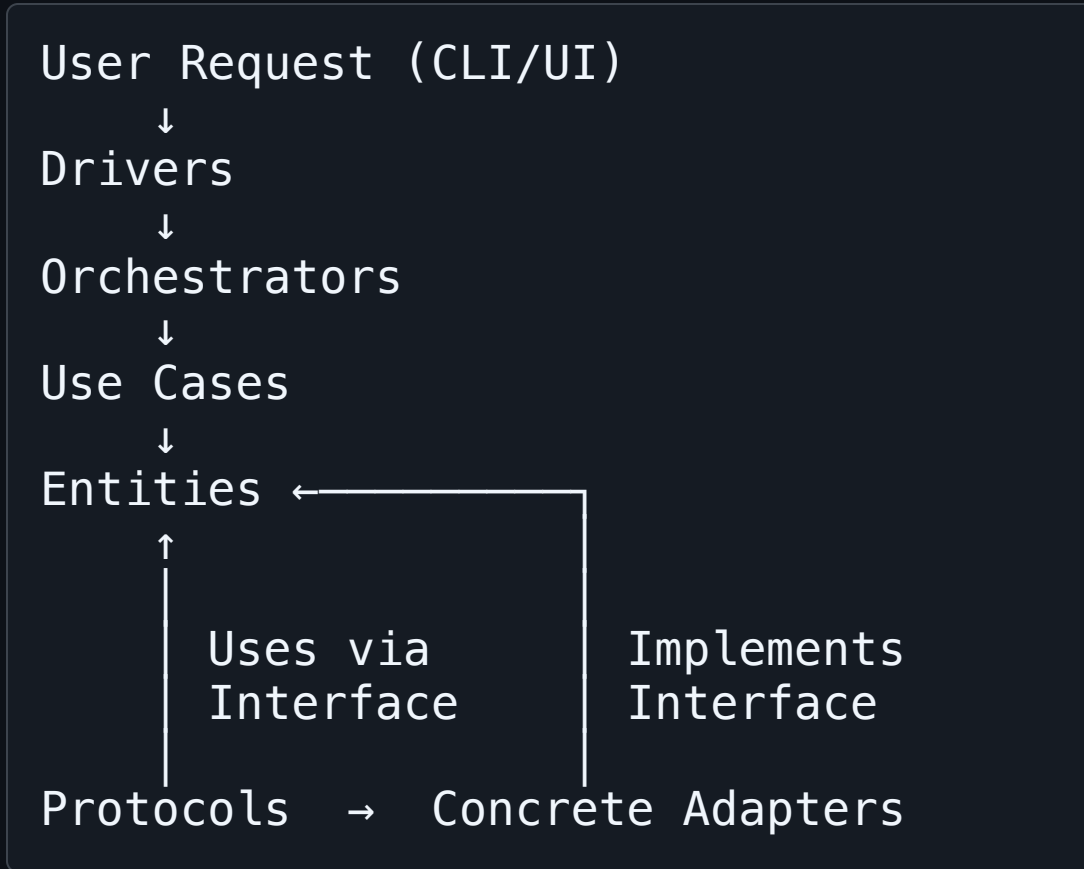 User Request (CLI/UI)
↓
Drivers
↓
Orchestrators
↓
Use Cases
↓
Entities ←
↑
Uses via Implements
Interface Interface
Protocols → Concrete Adapters